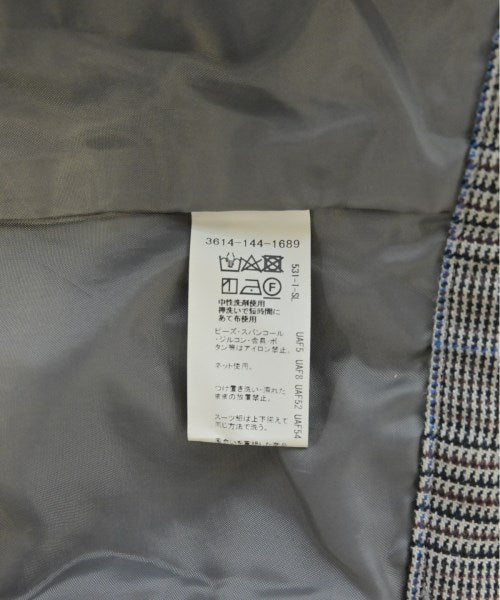 3614-144-1689
F
中性洗剤使用
押洗いで短時間に
あて布使用
ビーズ・スパンコール
・ジルコン・合具・ボ
タン等はアイロン禁止。
ネット使用。
つけ置き洗い・濡れた
ままの放置禁止。
スーツ類は上下揃えて
同じ方法で洗う。
531-1-SL
UAF5 UAF8 UAF52 UAF54